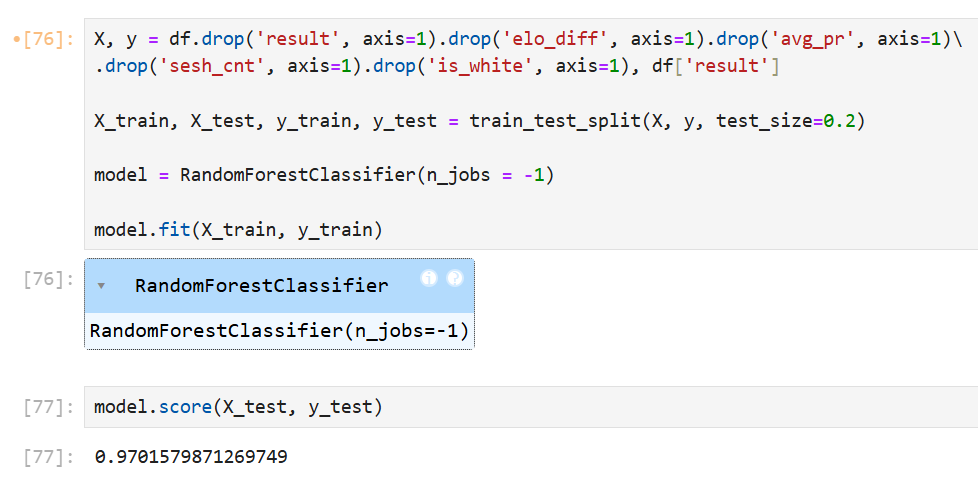 [76]: X, y = df.drop('result', axis=1).drop('elo_diff', axis=1).drop('avg_pr', axis=1)\
.drop('sesh_cnt', axis=1).drop('is_white', axis=1), df['result']
X_train, X_test, y_train, y_test = train_test_split(X, y, test_size=0.2)
model = RandomForestClassifier(n_jobs = -1)
model.fit(X_train, y_train)
[76]: ▾ RandomForestClassifier i ?
RandomForestClassifier(n_jobs=-1)
[77]: model.score(X_test, y_test)
[77]: 0.9701579871269749